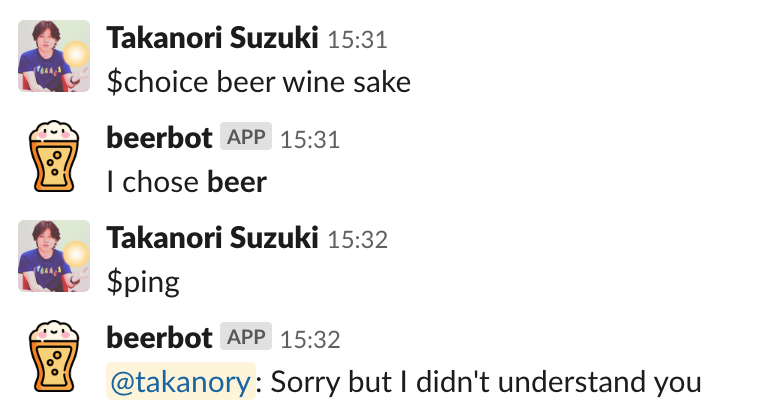 Takanori Suzuki 15:31
$choice beer wine sake
beerbot APP 15:31
I chose beer
Takanori Suzuki 15:32
$ping
beerbot APP 15:32
@takanory: Sorry but I didn't understand you